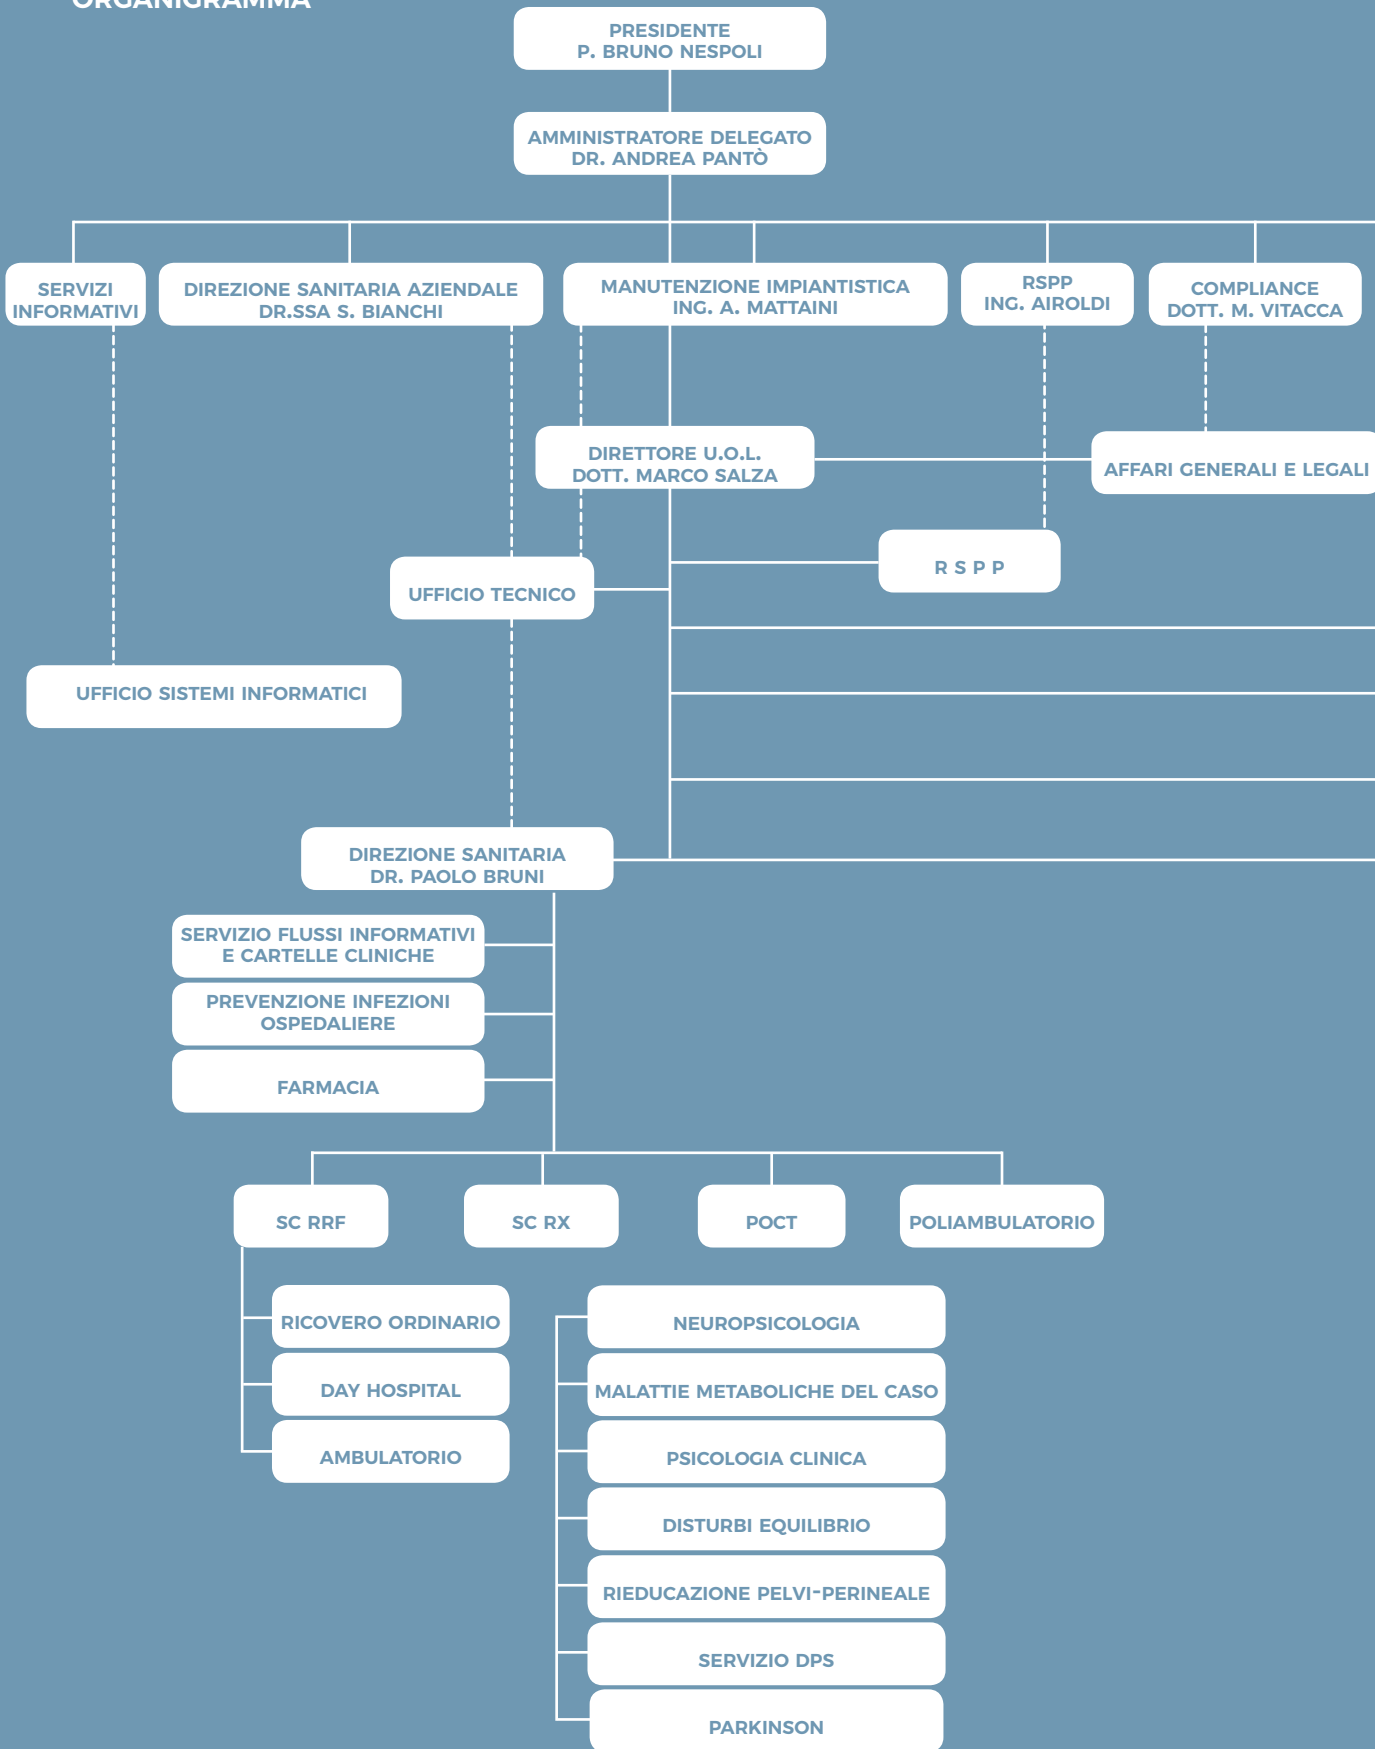 ORGANIGRAMMA
PRESIDENTE
P. BRUNO NESPOLI
AMMINISTRATORE DELEGATO
DR. ANDREA PANTÒ
SERVIZI
INFORMATIVI
DIREZIONE SANITARIA AZIENDALE
DR.SSA S. BIANCHI
MANUTENZIONE IMPIANTISTICA
ING. A. MATTAINI
RSPP
ING. AIROLDI
COMPLIANCE
DOTT. M. VITACCA
DIRETTORE U.O.L.
DOTT. MARCO SALZA
AFFARI GENERALI E LEGALI
R S P P
UFFICIO TECNICO
UFFICIO SISTEMI INFORMATICI
DIREZIONE SANITARIA
DR. PAOLO BRUNI
SERVIZIO FLUSSI INFORMATIVI
E CARTELLE CLINICHE
PREVENZIONE INFEZIONI
OSPEDALIERE
FARMACIA
SC RRF
SC RX
POCT
POLIAMBULATORIO
RICOVERO ORDINARIO
DAY HOSPITAL
AMBULATORIO
NEUROPSICOLOGIA
MALATTIE METABOLICHE DEL CASO
PSICOLOGIA CLINICA
DISTURBI EQUILIBRIO
RIEDUCAZIONE PELVI-PERINEALE
SERVIZIO DPS
PARKINSON